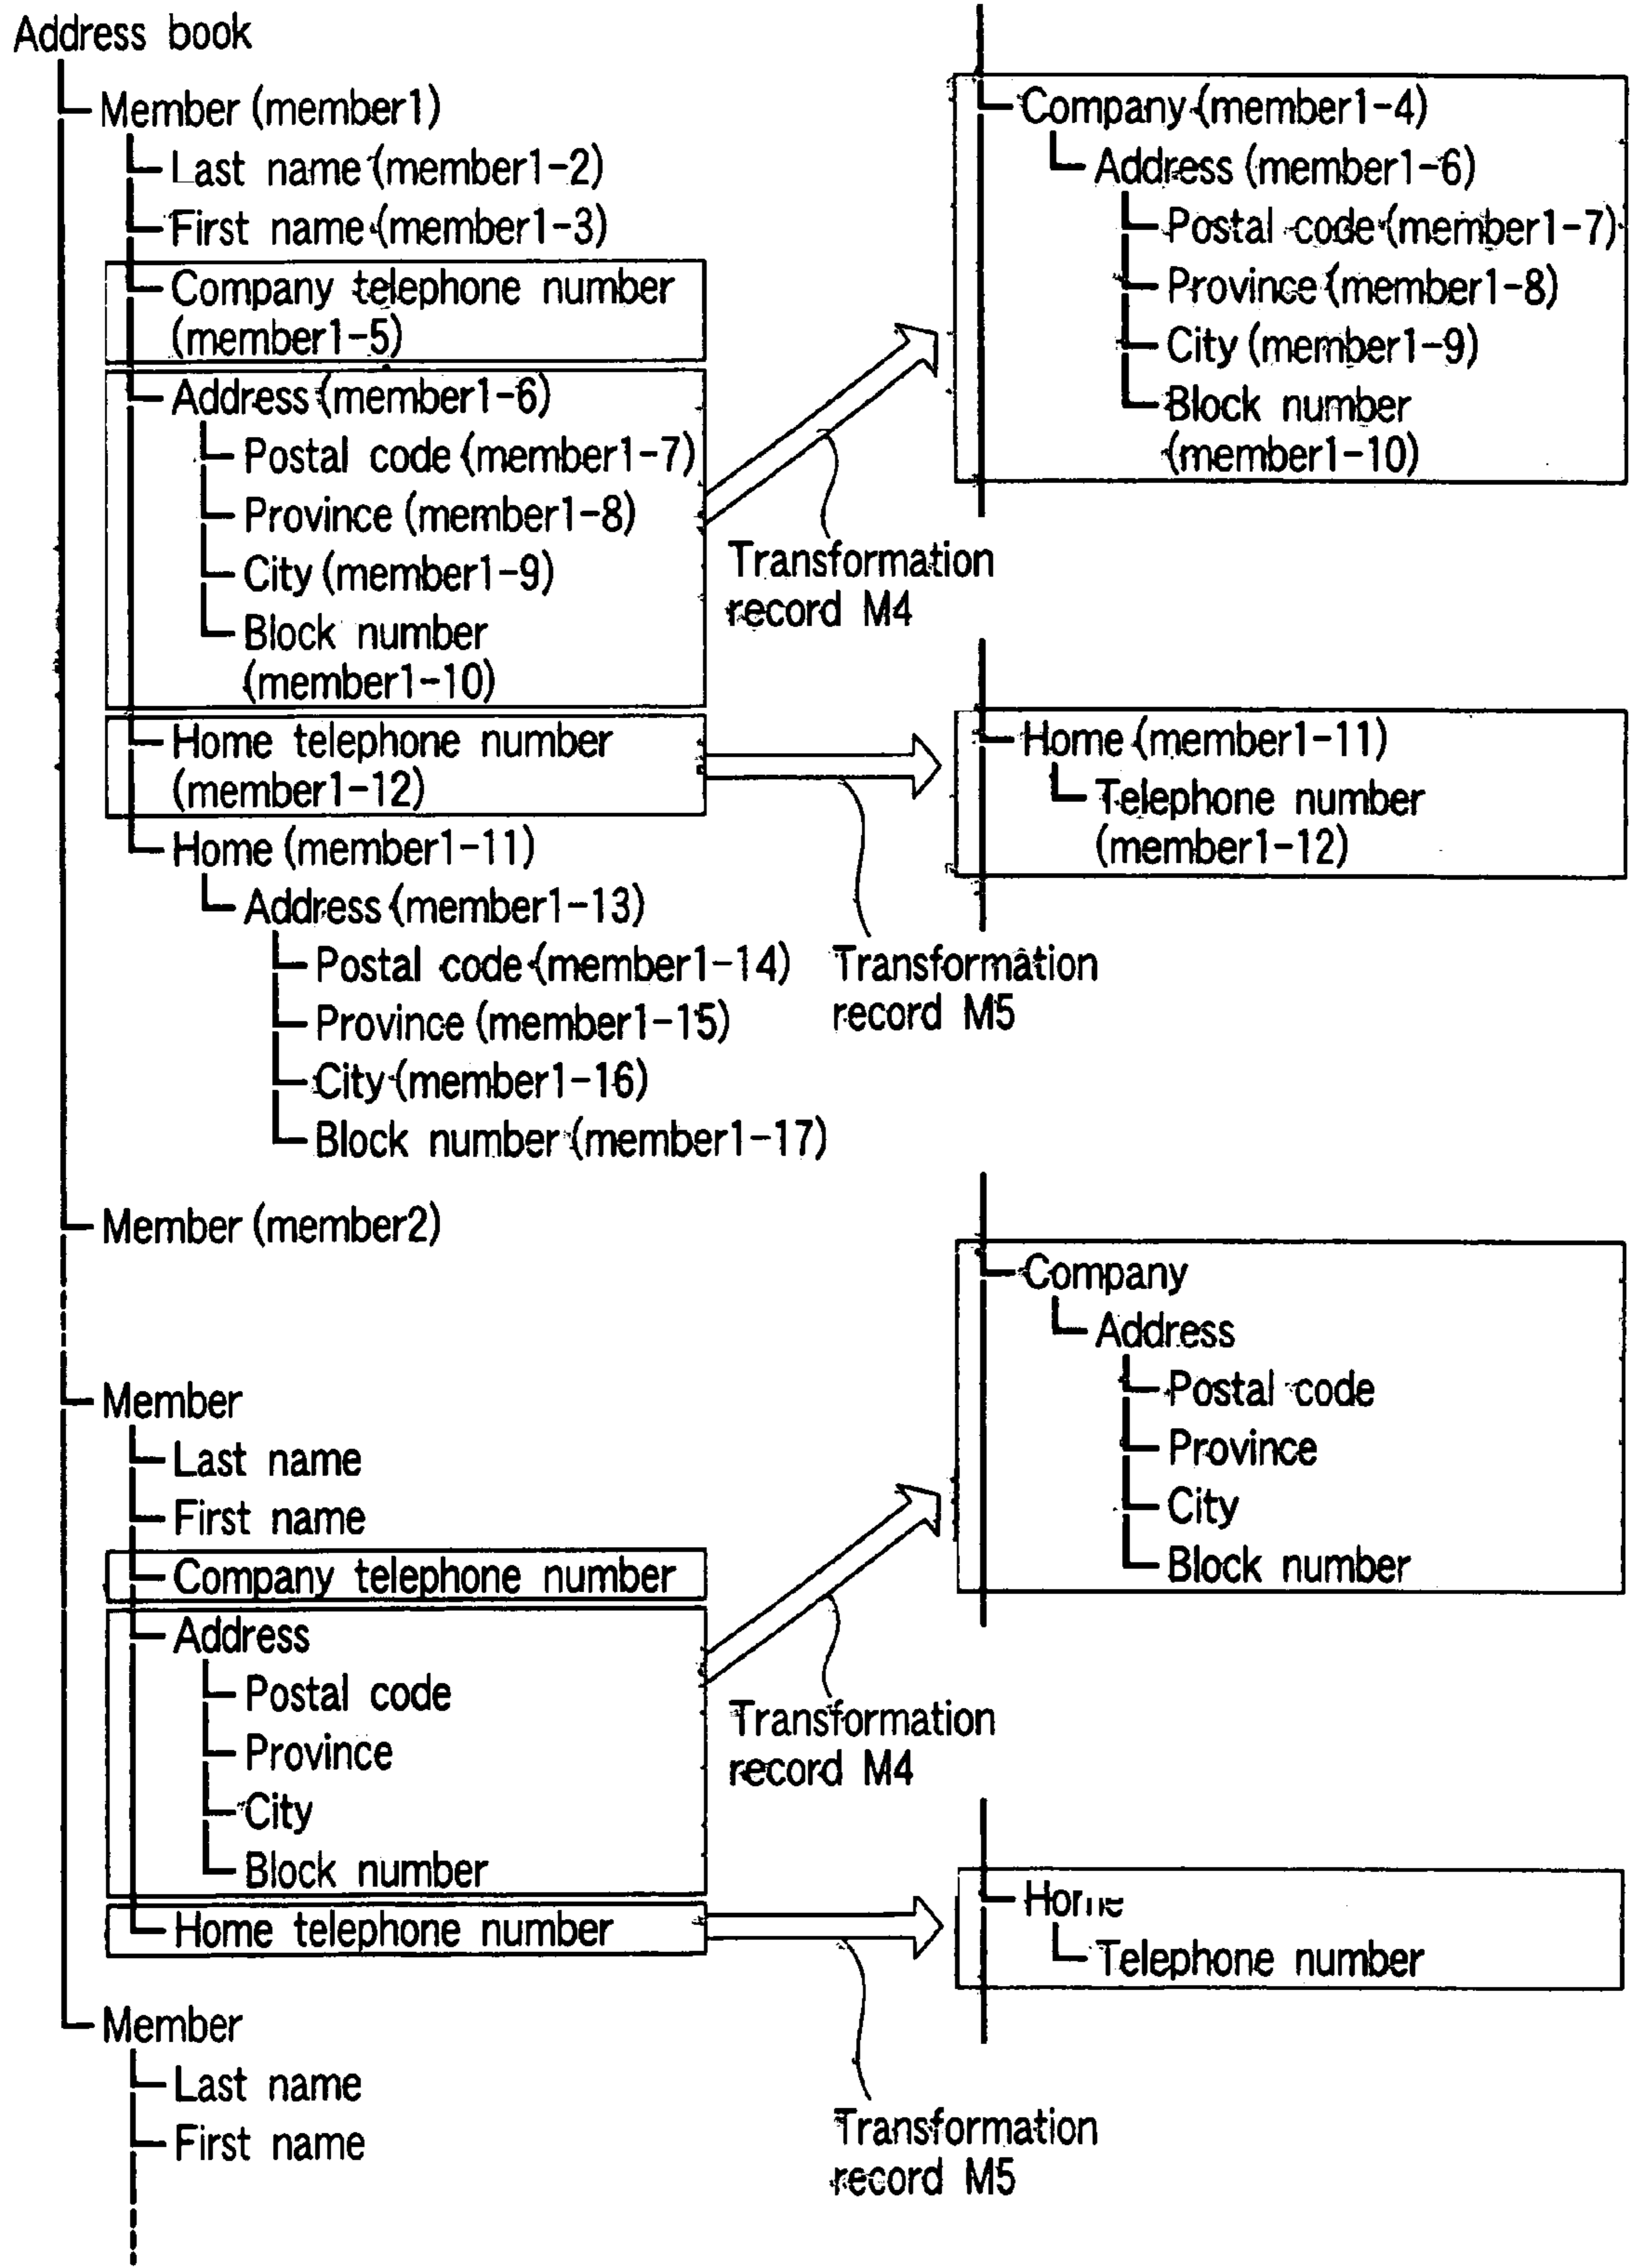 Address book
Member (member1)
Last name (member1-2)
First name (member1-3)
Company telephone number
(member1-5)
Address (member1-6)
Postal code (member1-7)
Province (member1-8)
City (member1-9)
Block number
(member1-10)
Home telephone number
(member1-12)
Home (member1-11)
Address (member1-13)
Postal code (member1-14)
Province (member1-15)
City (member1-16)
Block number (member1-17)
Company (member1-4)
Address (member1-6)
Postal code (member1-7)
Province (member1-8)
City (member1-9)
Block number
(member1-10)
Transformation
record M4
Home (member1-11)
Telephone number
(member1-12)
Transformation
record M5
Member (member2)
Member
Last name
First name
Company telephone number
Address
Postal code
Province
City
Block number
Home telephone number
Company
Address
Postal code
Province
City
Block number
Transformation
record M4
Home
Telephone number
Transformation
record M5
Member
Last name
First name